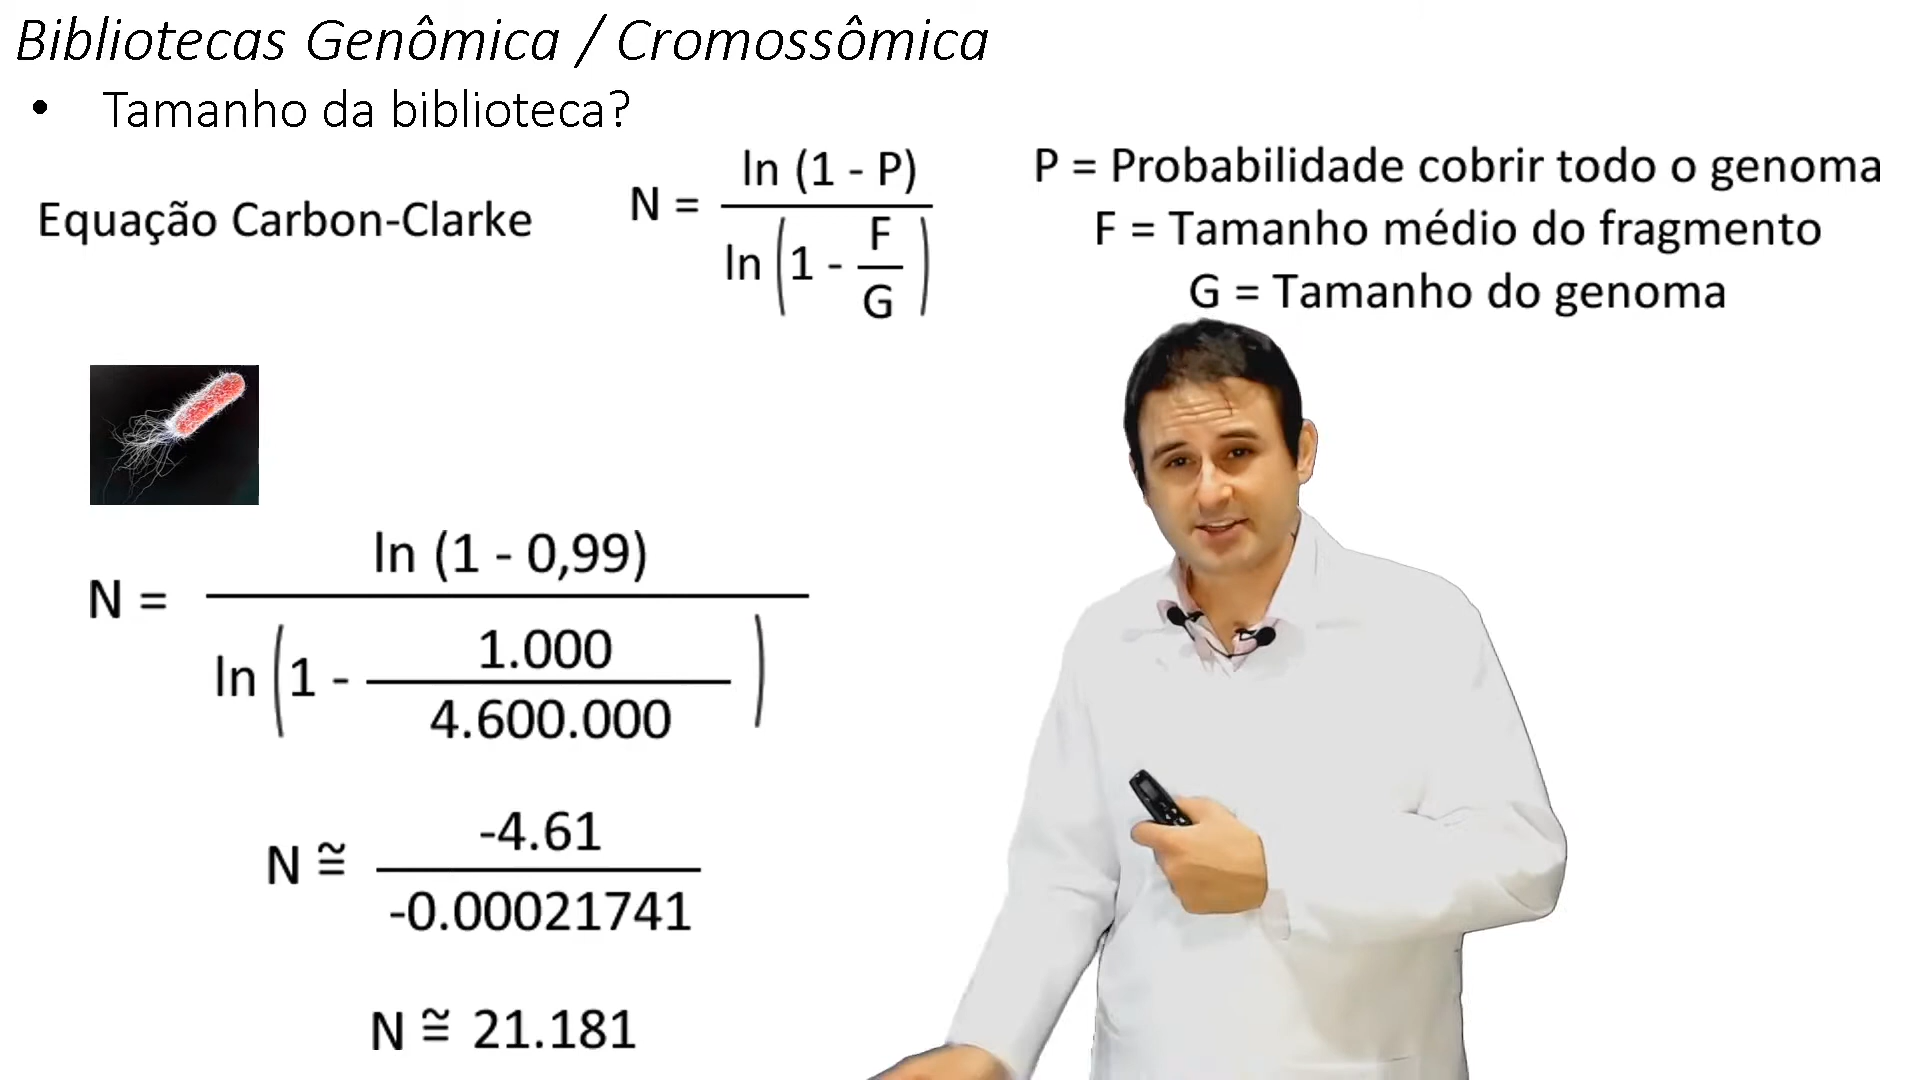 Bibliotecas Genômica / Cromossômica
• Tamanho da biblioteca?
Equação Carbon-Clarke
N = ln (1 - P) / ln (1 - F / G)
P = Probabilidade cobrir todo o genoma
F = Tamanho médio do fragmento
G = Tamanho do genoma
N = ln (1 - 0,99) / ln (1 - 1.000 / 4.600.000)
N ≅ -4.61 / -0.00021741
N ≅ 21.181